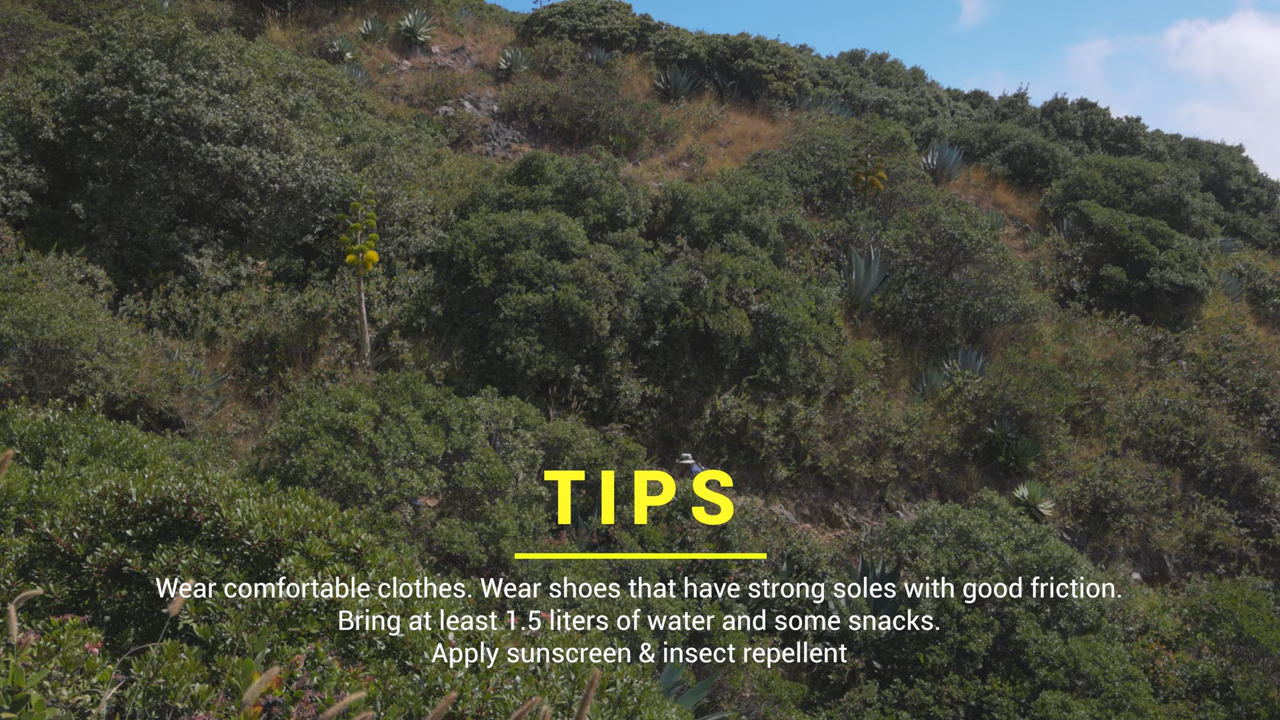 TIPS
Wear comfortable clothes. Wear shoes that have strong soles with good friction.
Bring at least 1.5 liters of water and some snacks.
Apply sunscreen & insect repellent